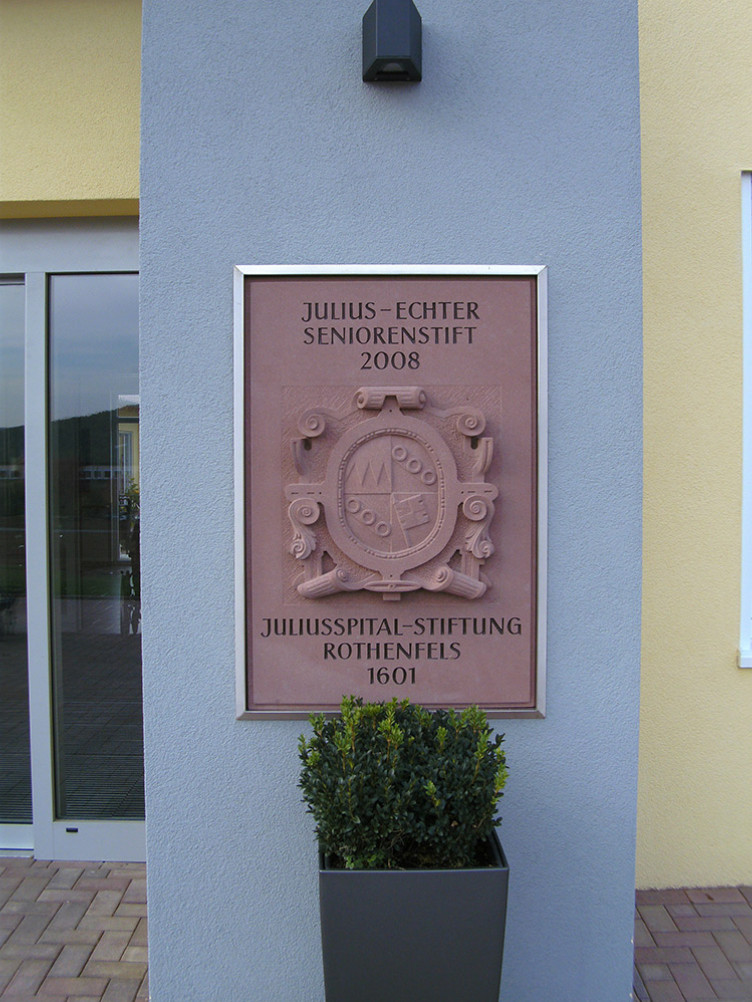 JULIUS-ECHTER
SENIORENSTIFT
2008
JULIUSSPITAL-STIFTUNG
ROTHENFELS
1601